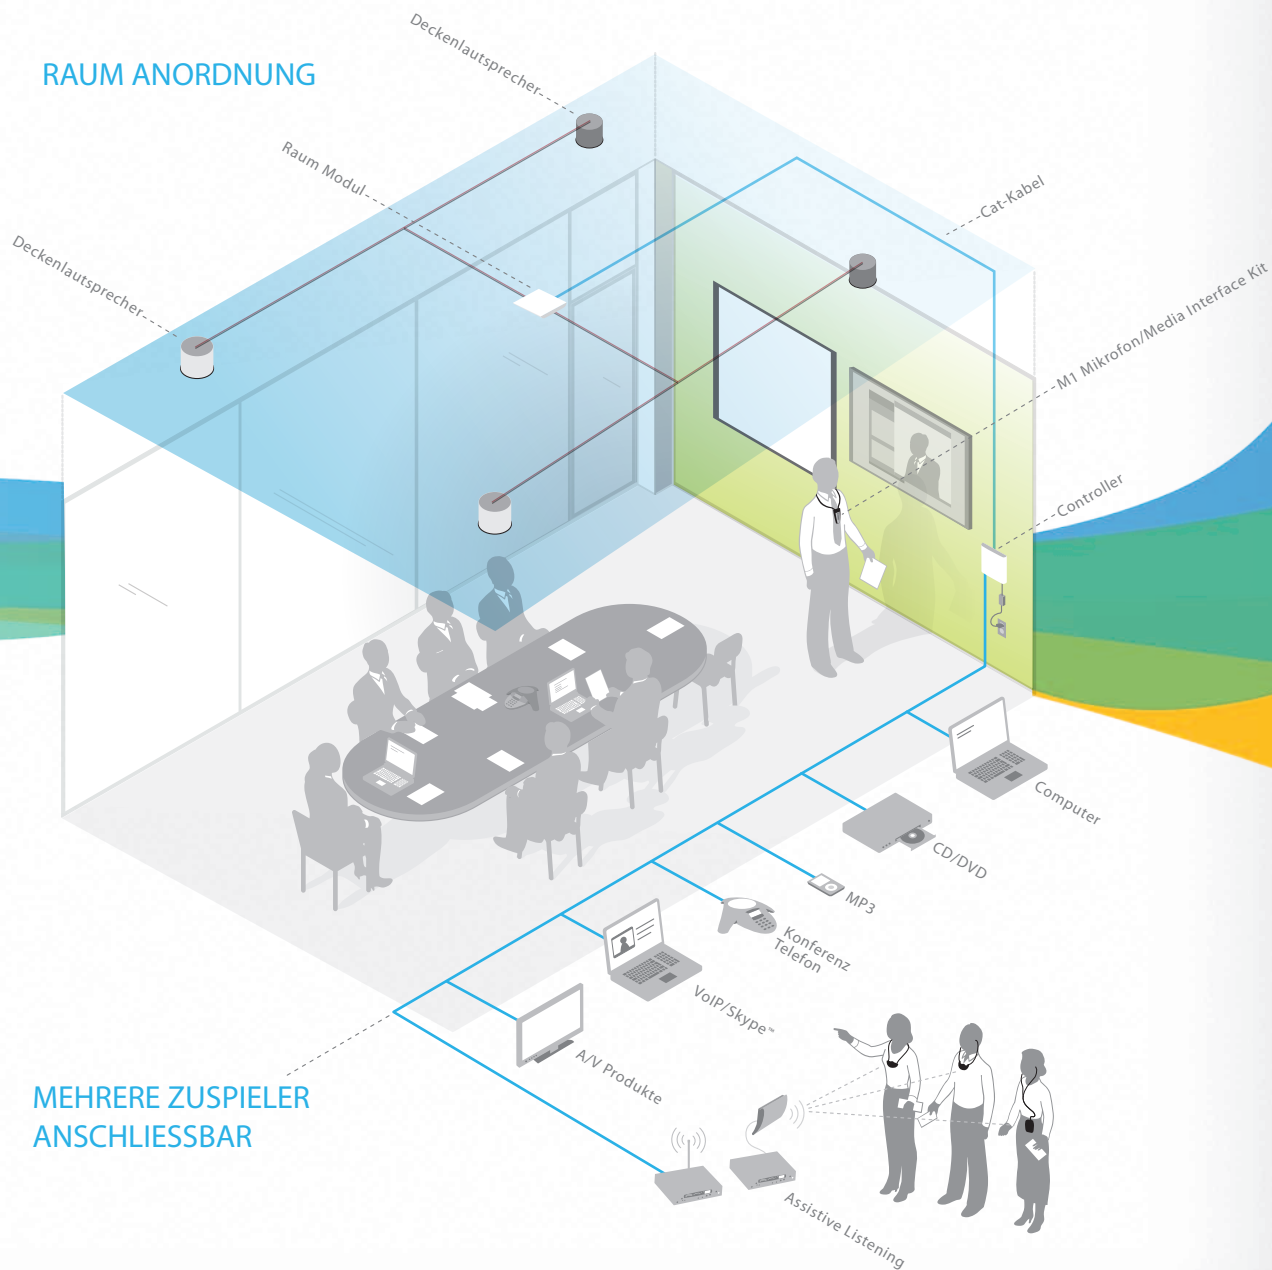 RAUM ANORDNUNG
Deckenlautsprecher
Raum Modul
Deckenlautsprecher
Cat-Kabel
M1 Mikrofon/Media Interface Kit
Controller
Computer
CD/DVD
MP3
Konferenz
Telefon
VoIP/Skype™
A/V Produkte
MEHRERE ZUSPIELER
ANSCHLIESSBAR
Assistive Listening